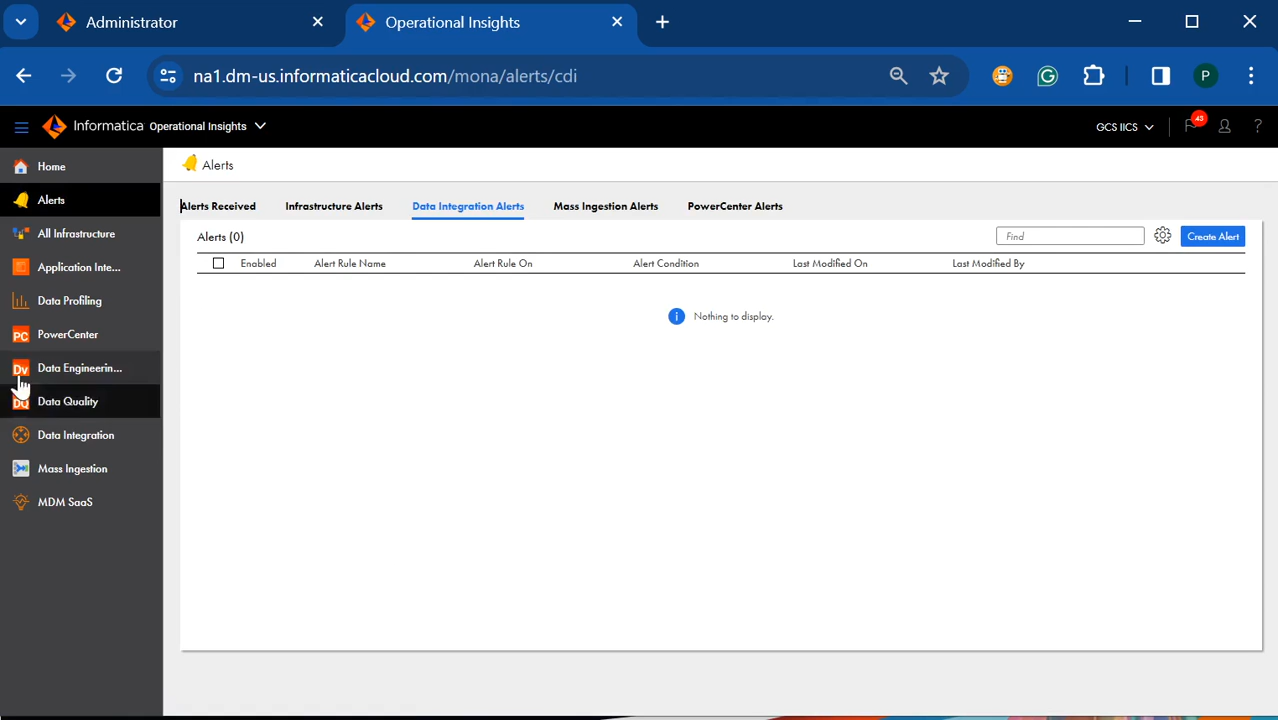 Administrator
Operational Insights
na1.dm-us.informaticacloud.com/mona/alerts/cdi
P
Informatica Operational Insights
GCS IICS
43
?
Home
Alerts
All Infrastructure
Application Inte...
Data Profiling
PC PowerCenter
Dv Data Engineerin...
DQ Data Quality
Data Integration
Mass Ingestion
MDM SaaS
Alerts
Alerts Received Infrastructure Alerts Data Integration Alerts Mass Ingestion Alerts PowerCenter Alerts
Alerts (0)
Find
Create Alert
Enabled Alert Rule Name Alert Rule On Alert Condition Last Modified On Last Modified By
Nothing to display.